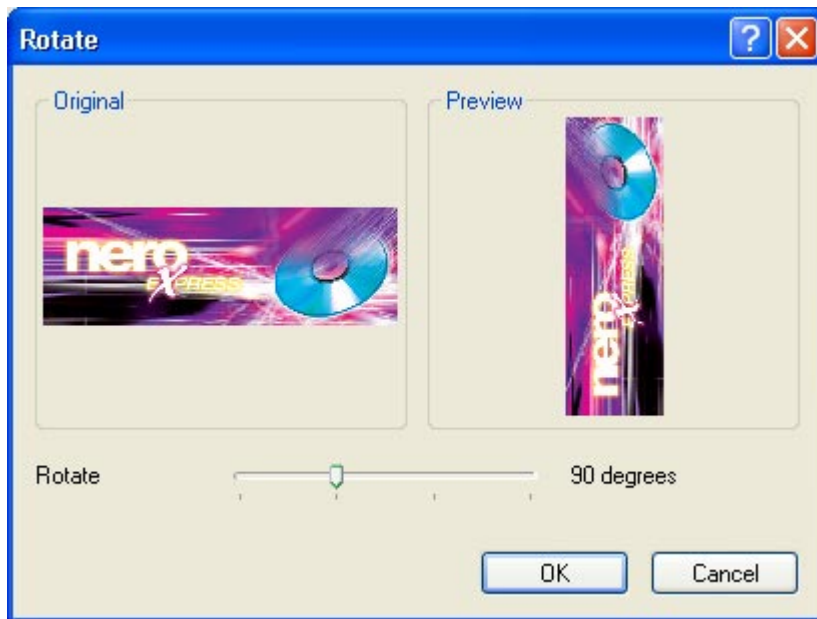 Rotate
Original
Preview
nero
EXPRESS
nero
EXPRESS
Rotate
90 degrees
OK
Cancel